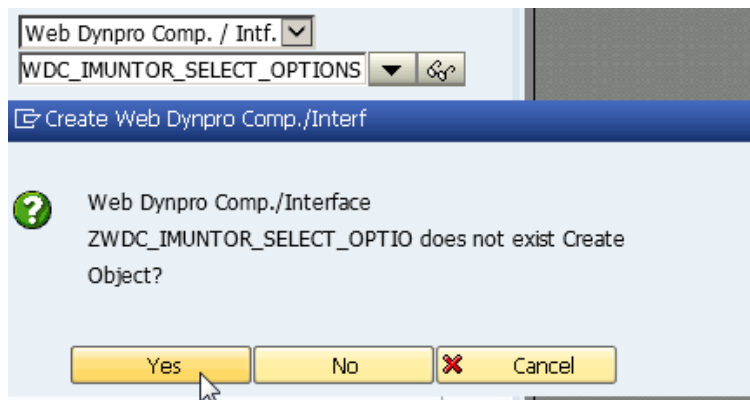 Web Dynpro Comp. / Intf.
WDC_IMUNTOR_SELECT_OPTIONS
Create Web Dynpro Comp./Interf
Web Dynpro Comp./Interface
ZWDC_IMUNTOR_SELECT_OPTIO does not exist Create
Object?
Yes No Cancel